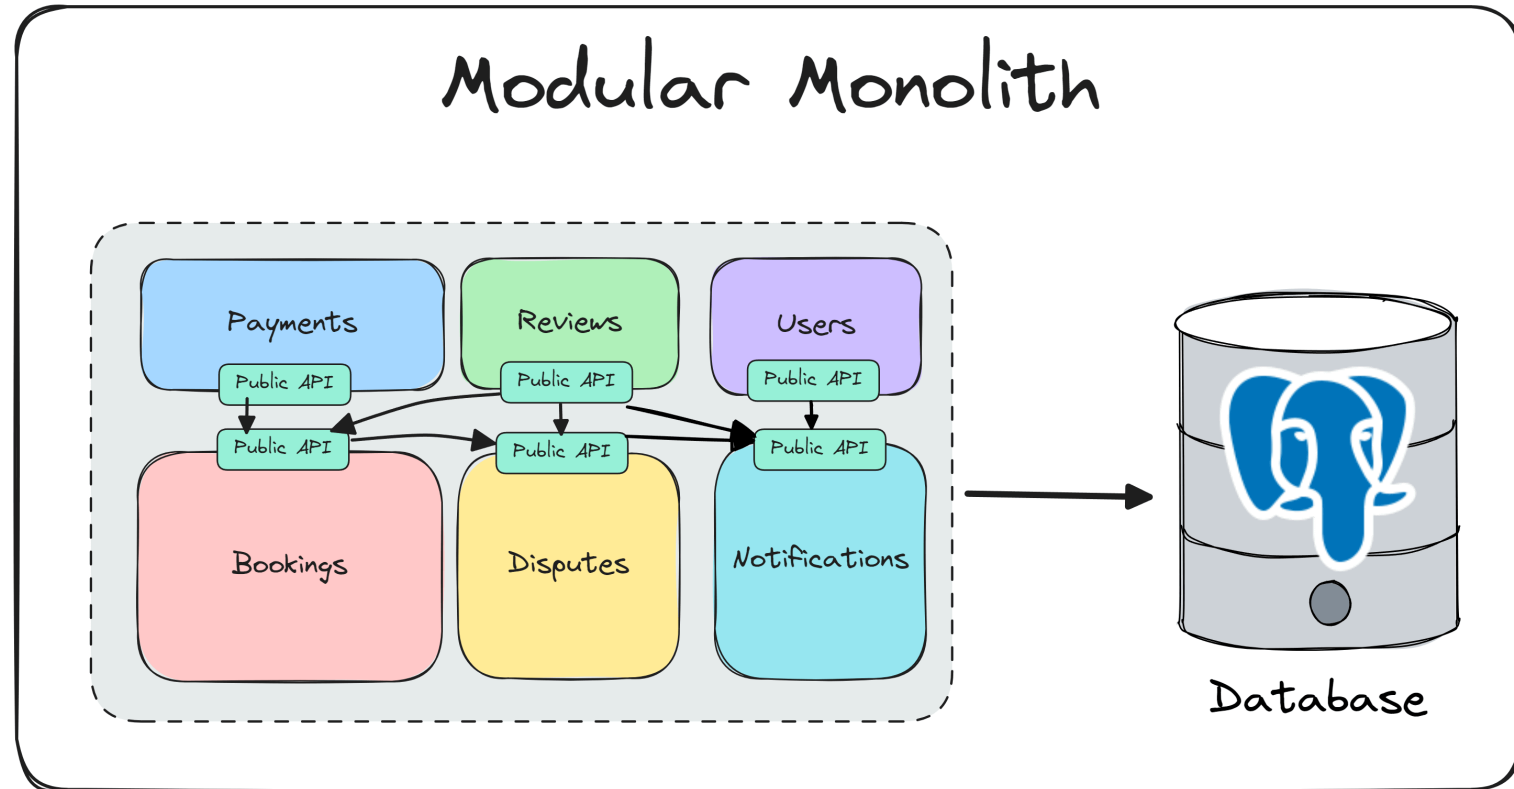 Modular Monolith
Payments
Reviews
Users
Public API
Public API
Public API
Public API
Public API
Public API
Bookings
Disputes
Notifications
Database